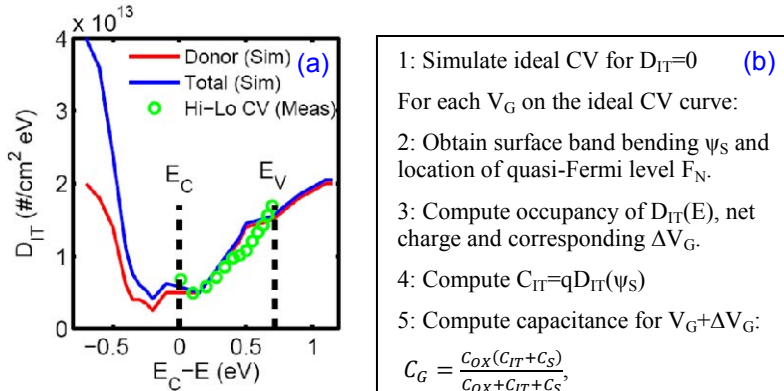 x 10^13
4
3
2
1
0
D_IT (#/cm² eV)
Donor (Sim)
Total (Sim)
Hi−Lo CV (Meas)
(a)
E_C
E_V
−0.5 0 0.5 1
E_C−E (eV)
1: Simulate ideal CV for D_IT=0 (b)
For each V_G on the ideal CV curve:
2: Obtain surface band bending ψ_S and
location of quasi-Fermi level F_N.
3: Compute occupancy of D_IT(E), net
charge and corresponding ΔV_G.
4: Compute C_IT=qD_IT(ψ_S)
5: Compute capacitance for V_G+ΔV_G:
C_G = C_OX(C_IT+C_S)/C_OX+C_IT+C_S,